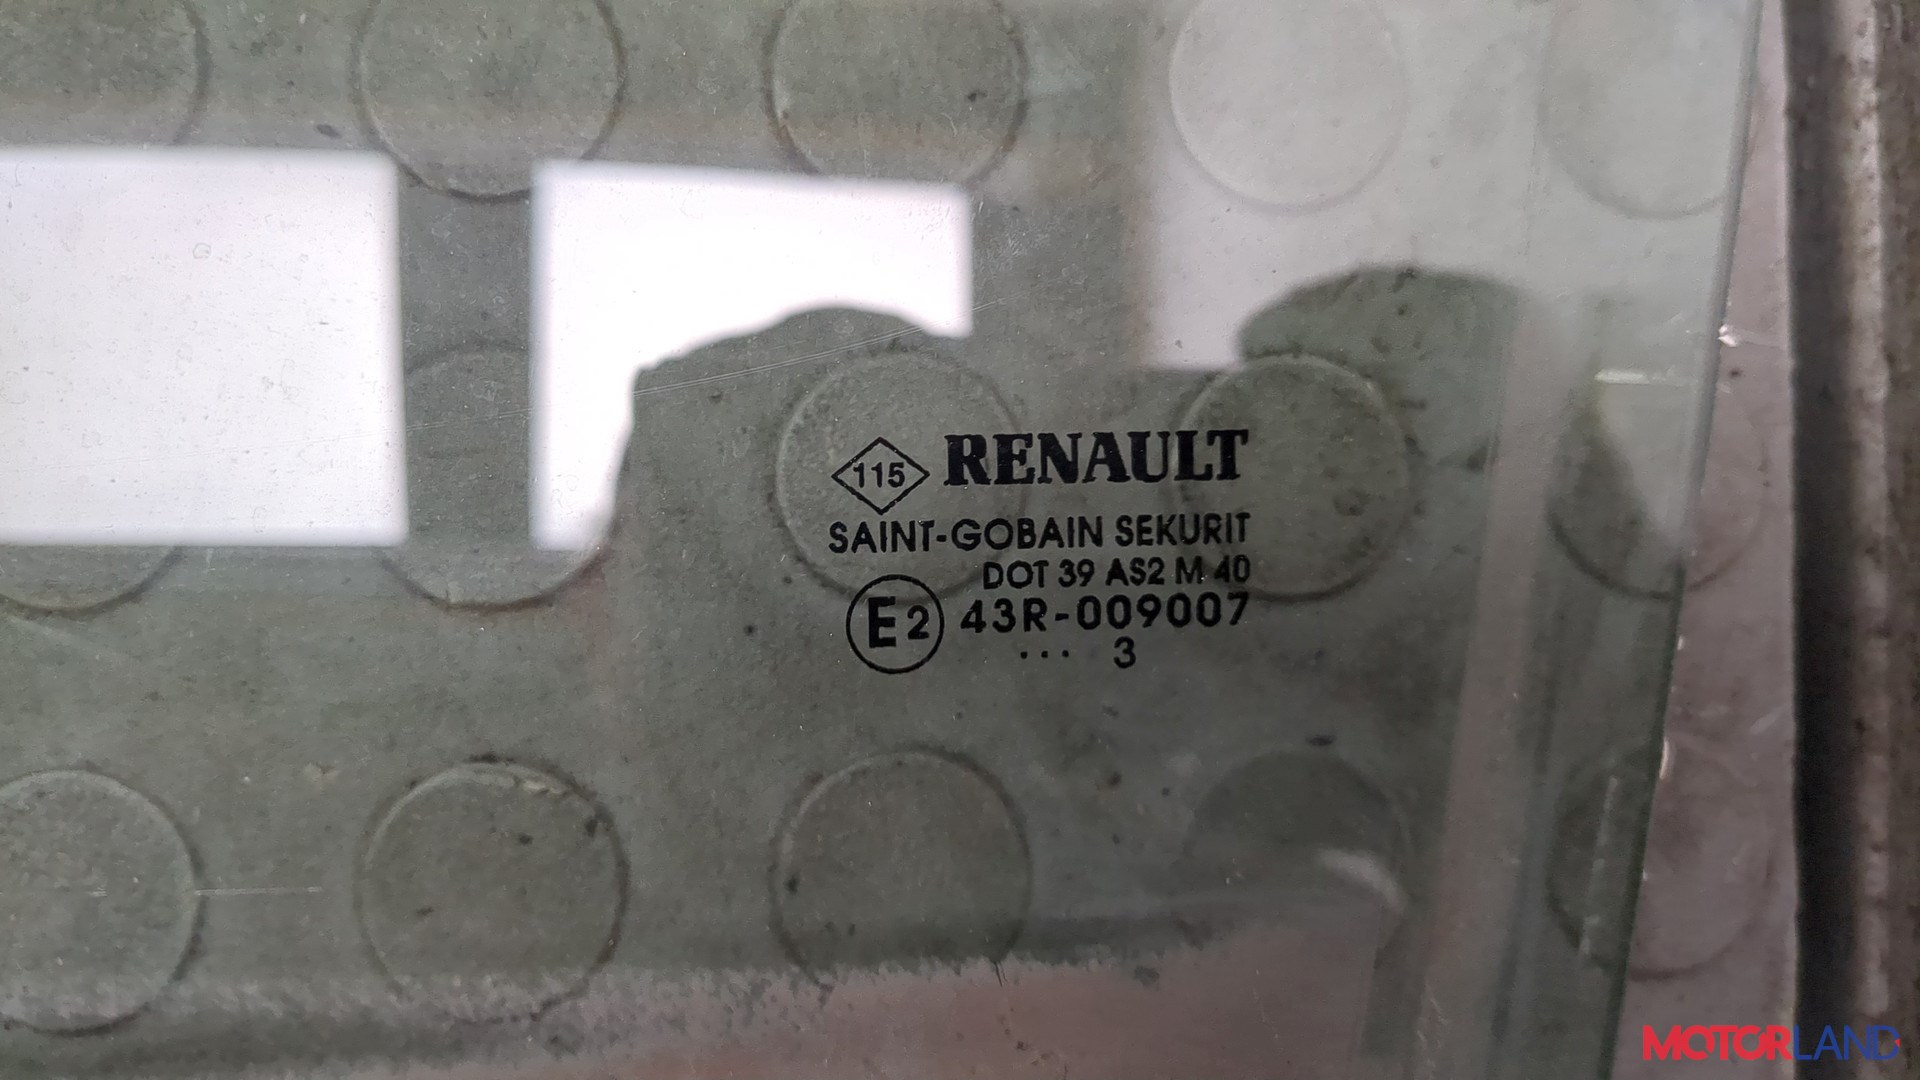 115 RENAULT
SAINT-GOBAIN SEKURIT
DOT 39 AS2 M 40
E2 43R-009007
... 3
MOTORLAND